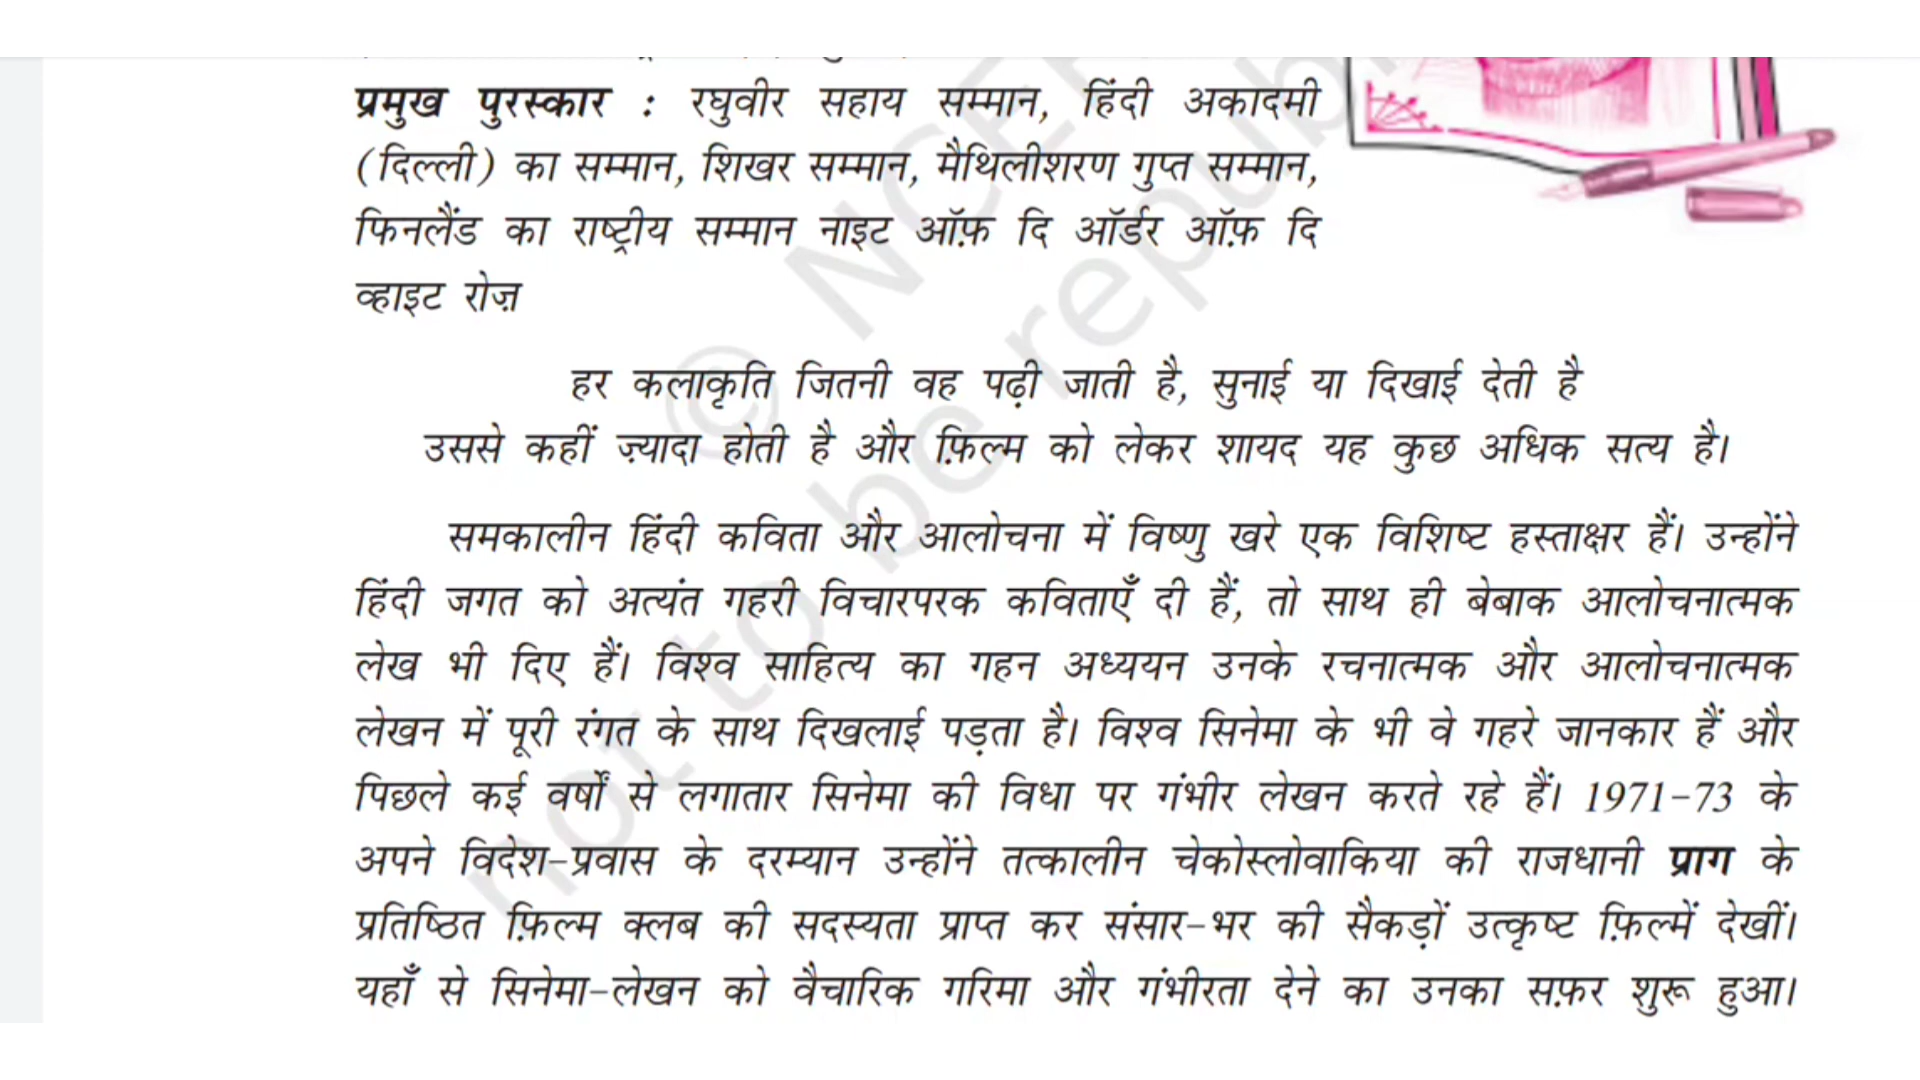 प्रमुख पुरस्कार : रघुवीर सहाय सम्मान, हिंदी अकादमी
(दिल्ली) का सम्मान, शिखर सम्मान, मैथिलीशरण गुप्त सम्मान,
फिनलैंड का राष्ट्रीय सम्मान नाइट ऑफ़ दि ऑर्डर ऑफ़ दि
व्हाइट रोज़
हर कलाकृति जितनी वह पढ़ी जाती है, सुनाई या दिखाई देती है
उससे कहीं ज़्यादा होती है और फ़िल्म को लेकर शायद यह कुछ अधिक सत्य है।
समकालीन हिंदी कविता और आलोचना में विष्णु खरे एक विशिष्ट हस्ताक्षर हैं। उन्होंने
हिंदी जगत को अत्यंत गहरी विचारपरक कविताएँ दी हैं, तो साथ ही बेबाक आलोचनात्मक
लेख भी दिए हैं। विश्व साहित्य का गहन अध्ययन उनके रचनात्मक और आलोचनात्मक
लेखन में पूरी रंगत के साथ दिखलाई पड़ता है। विश्व सिनेमा के भी वे गहरे जानकार हैं और
पिछले कई वर्षों से लगातार सिनेमा की विधा पर गंभीर लेखन करते रहे हैं। 1971-73 के
अपने विदेश-प्रवास के दरम्यान उन्होंने तत्कालीन चेकोस्लोवाकिया की राजधानी प्राग के
प्रतिष्ठित फ़िल्म क्लब की सदस्यता प्राप्त कर संसार-भर की सैकड़ों उत्कृष्ट फ़िल्में देखीं।
यहाँ से सिनेमा-लेखन को वैचारिक गरिमा और गंभीरता देने का उनका सफ़र शुरू हुआ।
© NCE
not to be republi